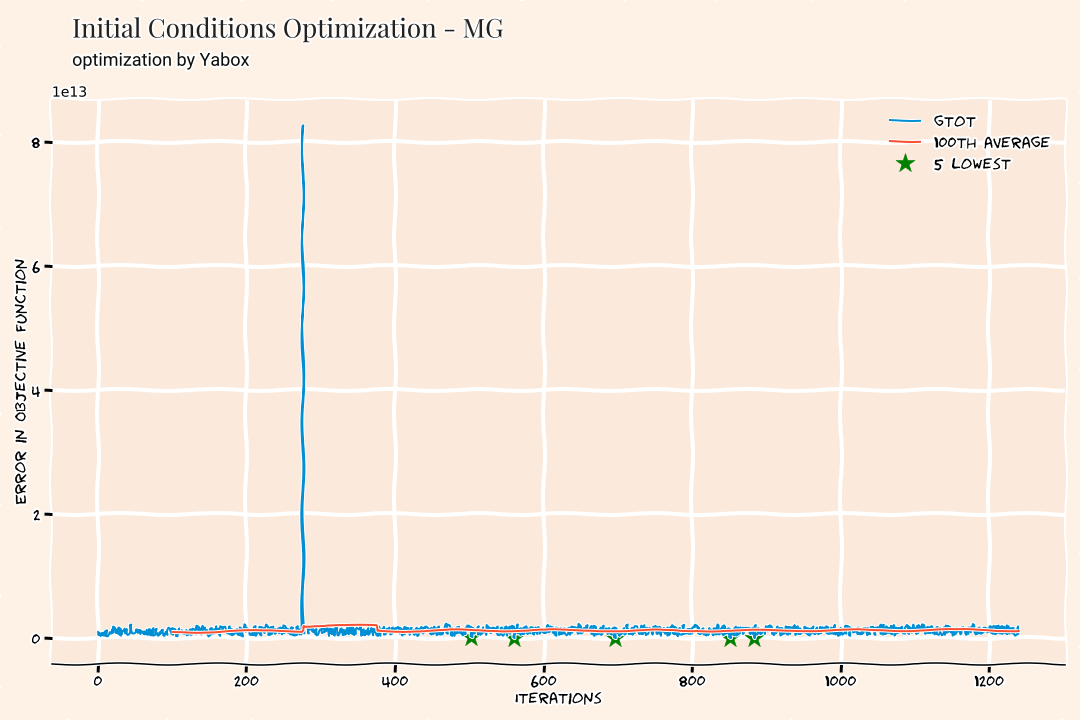 Initial Conditions Optimization - MG
optimization by Yabox
1e13
GTOT
100TH AVERAGE
5 LOWEST
8
6
4
2
0
ERROR IN OBJECTIVE FUNCTION
0 200 400 600 800 1000 1200
ITERATIONS